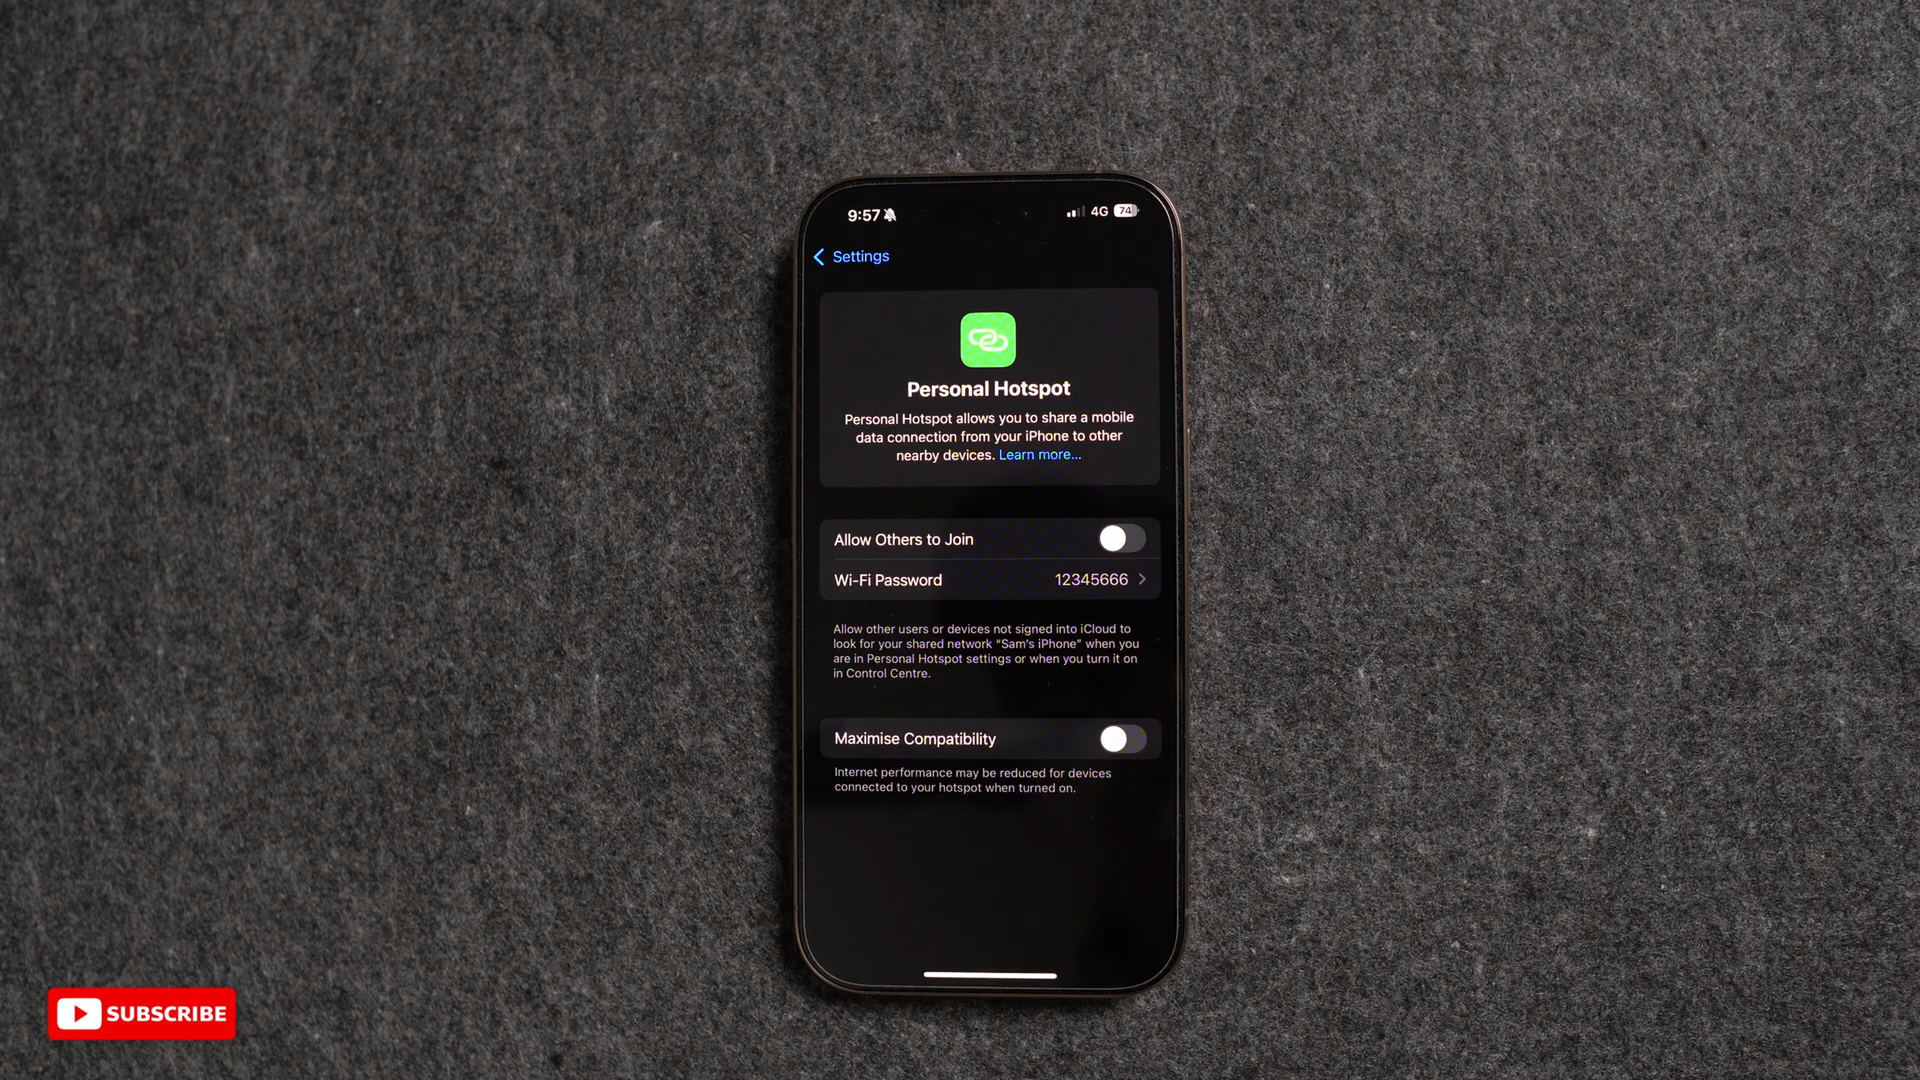 9:57
4G
74
Settings
Personal Hotspot
Personal Hotspot allows you to share a mobile
data connection from your iPhone to other
nearby devices. Learn more...
Allow Others to Join
Wi-Fi Password 12345666
Allow other users or devices not signed into iCloud to
look for your shared network “Sam's iPhone” when you
are in Personal Hotspot settings or when you turn it on
in Control Centre.
Maximise Compatibility
Internet performance may be reduced for devices
connected to your hotspot when turned on.
SUBSCRIBE